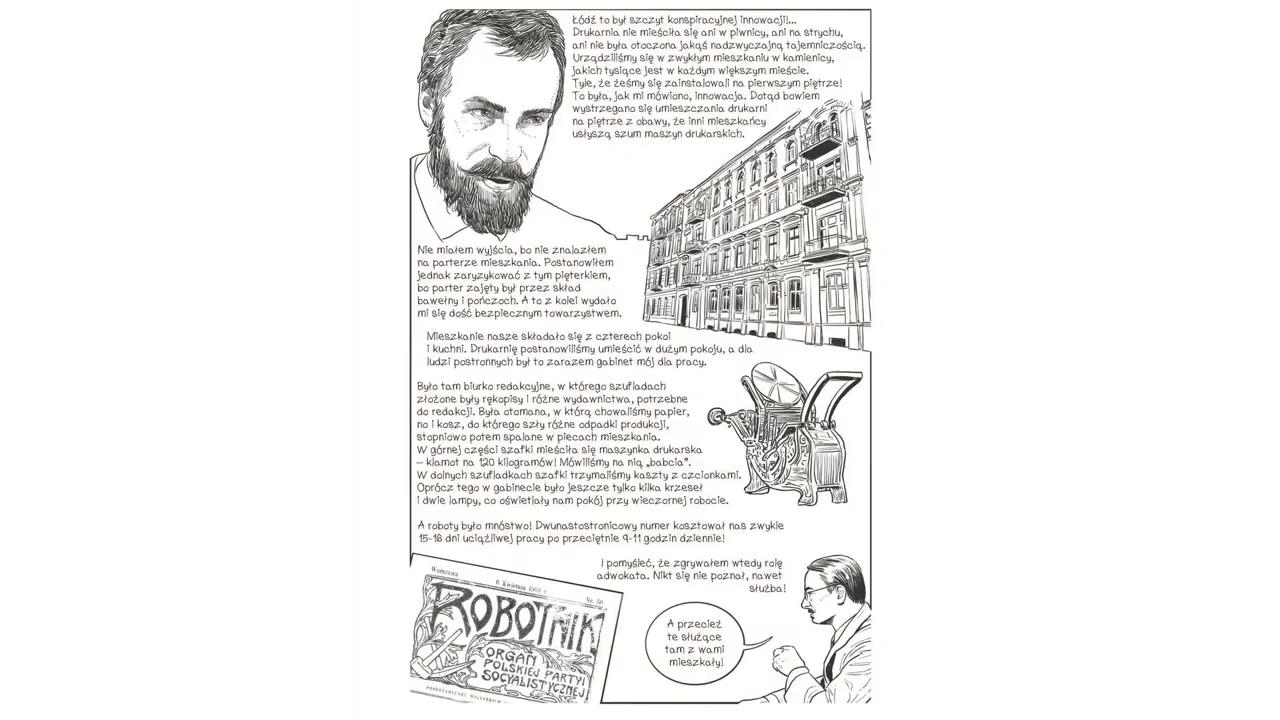 Łódź to był szczyt konspiracyjnej innowacji!...
Drukarnia nie mieściła się ani w piwnicy, ani na strychu,
ani nie była otoczona jakąś nadzwyczajną tajemniczością.
Urządziliśmy się w zwykłym mieszkaniu w kamienicy,
jakich tysiące jest w każdym większym mieście.
Tyle, że żeśmy się zainstalowali na pierwszym piętrze!
To była, jak mi mówiono, innowacja. Dotąd bowiem
wystrzegano się umieszczania drukarni
na piętrze z obawy, że inni mieszkańcy
usłyszą szum maszyn drukarskich.
Nie miałem wyjścia, bo nie znalazłem
na parterze mieszkania. Postanowiłem
jednak zaryzykować z tym pięterkiem,
bo parter zajęty był przez skład
bawełny i pończoch. A to z kolei wydało
mi się dość bezpiecznym towarzystwem.
Mieszkanie nasze składało się z czterech pokoi
i kuchni. Drukarnię postanowiliśmy umieścić w dużym pokoju, a dla
ludzi postronnych był to zarazem gabinet mój dla pracy.
Było tam biurko redakcyjne, w którego szufladach
złożone były rękopisy i różne wydawnictwa, potrzebne
do redakcji. Była otomana, w którą chowaliśmy papier,
no i kosz, do którego szły różne odpadki produkcji,
stopniowo potem spalane w piecach mieszkania.
W górnej części szafki mieściła się maszynka drukarska
– klamot na 120 kilogramów! Mówiliśmy na nią „babcia".
W dolnych szufladkach szafki trzymaliśmy kaszty z czcionkami.
Oprócz tego w gabinecie było jeszcze tylko kilka krzeseł
i dwie lampy, co oświetlały nam pokój przy wieczornej robocie.
A roboty było mnóstwo! Dwunastostronicowy numer kosztował nas zwykle
15-16 dni uciążliwej pracy po przeciętnie 9-11 godzin dziennie!
I pomyśleć, że zgrywałem wtedy rolę
adwokata. Nikt się nie poznał, nawet
służba!
A przecież
te służące
tam z wami
mieszkały!
Warszawa
6 Kwietnia 1903 r.
Nr. 50
ROBOTNIK
ORGAN
POLSKIEJ PARTYI
SOCYALISTYCZNEJ